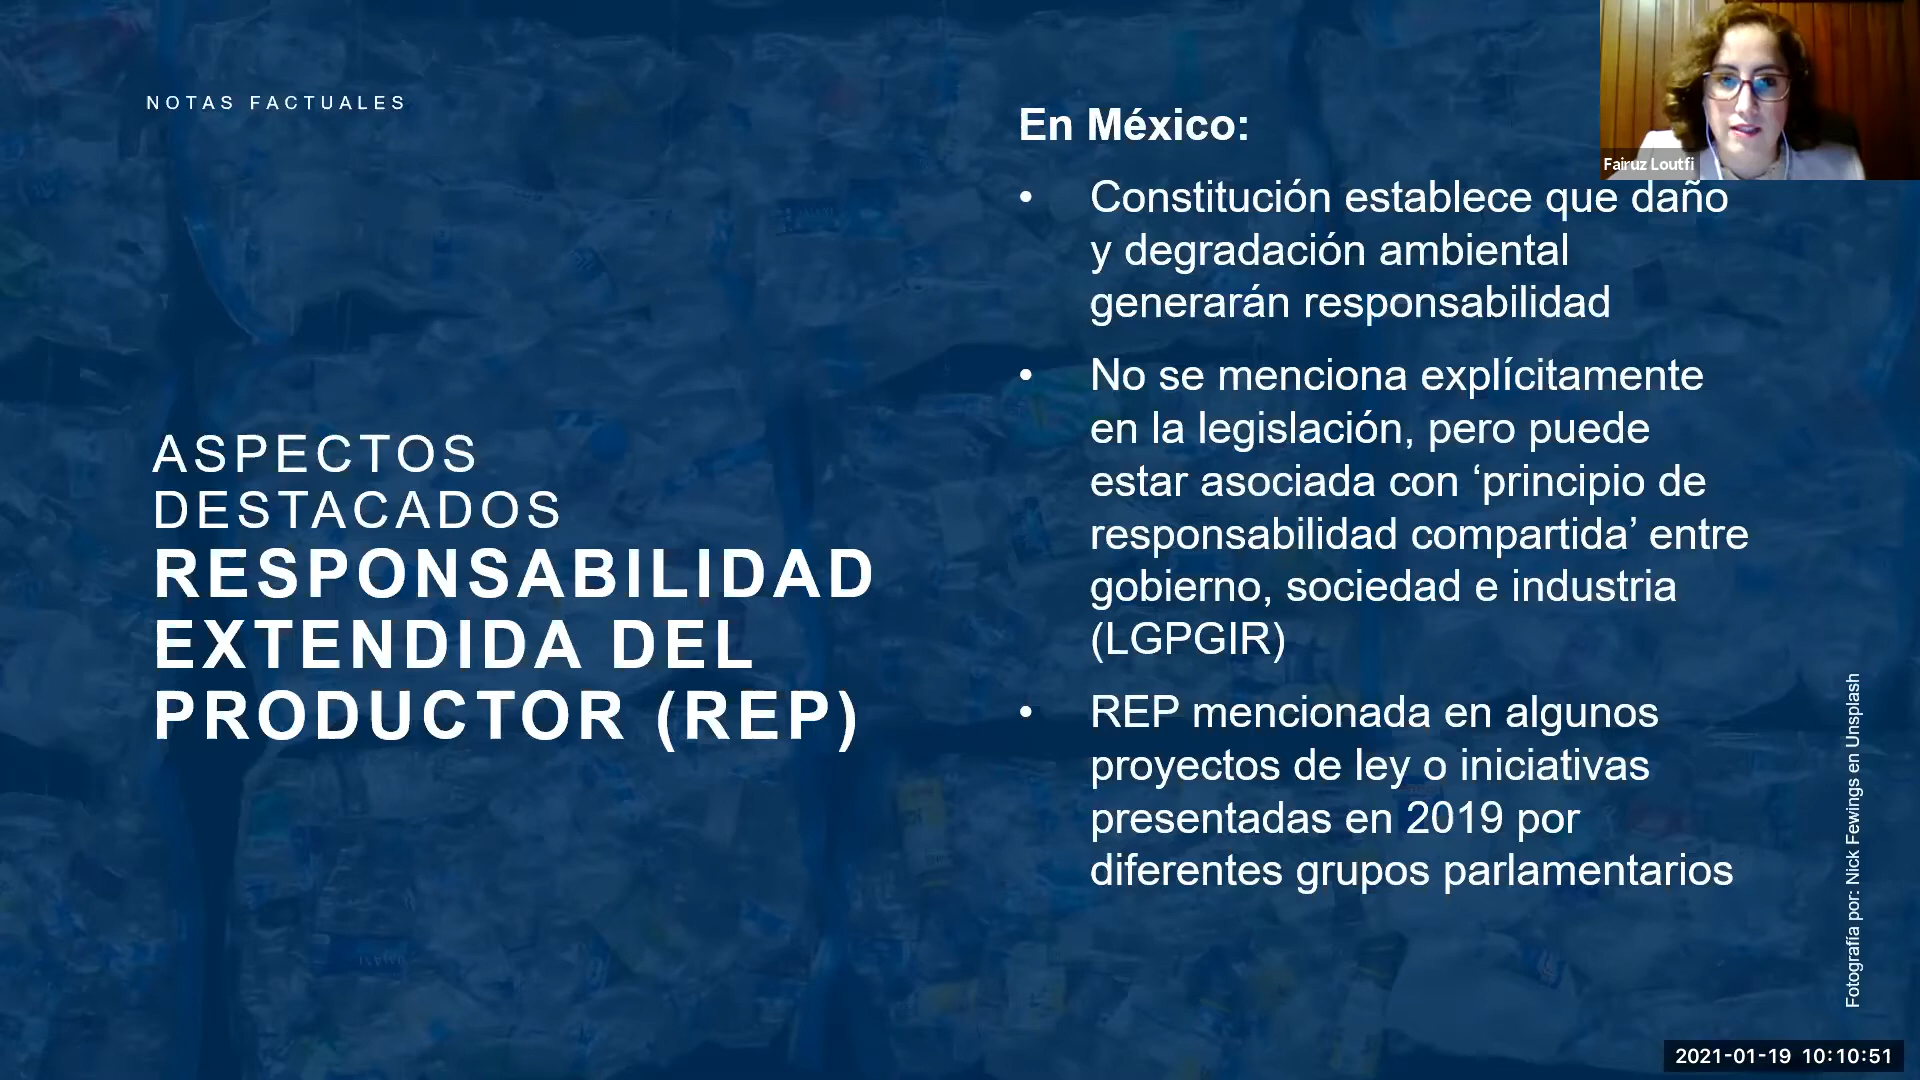 NOTAS FACTUALES
ASPECTOS
DESTACADOS
RESPONSABILIDAD
EXTENDIDA DEL
PRODUCTOR (REP)
En México:
• Constitución establece que daño
y degradación ambiental
generarán responsabilidad
• No se menciona explícitamente
en la legislación, pero puede
estar asociada con ‘principio de
responsabilidad compartida’ entre
gobierno, sociedad e industria
(LGPGIR)
• REP mencionada en algunos
proyectos de ley o iniciativas
presentadas en 2019 por
diferentes grupos parlamentarios
Fairuz Loutfi
Fotografía por: Nick Fewings en Unsplash
2021-01-19 10:10:51